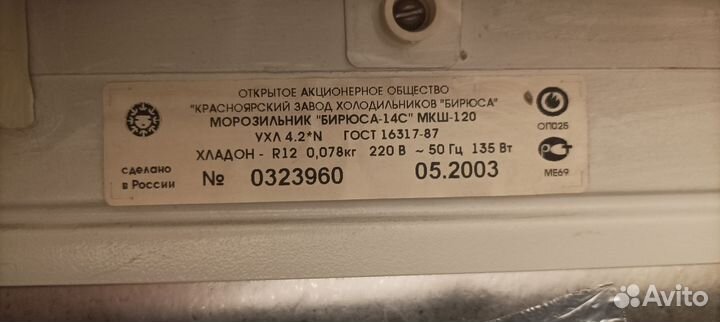 ОТКРЫТОЕ АКЦИОНЕРНОЕ ОБЩЕСТВО
"КРАСНОЯРСКИЙ ЗАВОД ХОЛОДИЛЬНИКОВ "БИРЮСА"
МОРОЗИЛЬНИК "БИРЮСА-14С" МКШ-120
УХЛ 4.2*N ГОСТ 16317-87
ОП025
ХЛАДОН - R12 0,078кг 220 В ~ 50 Гц 135 Вт
сделано
в России
№ 0323960 05.2003
МЕ69
Avito